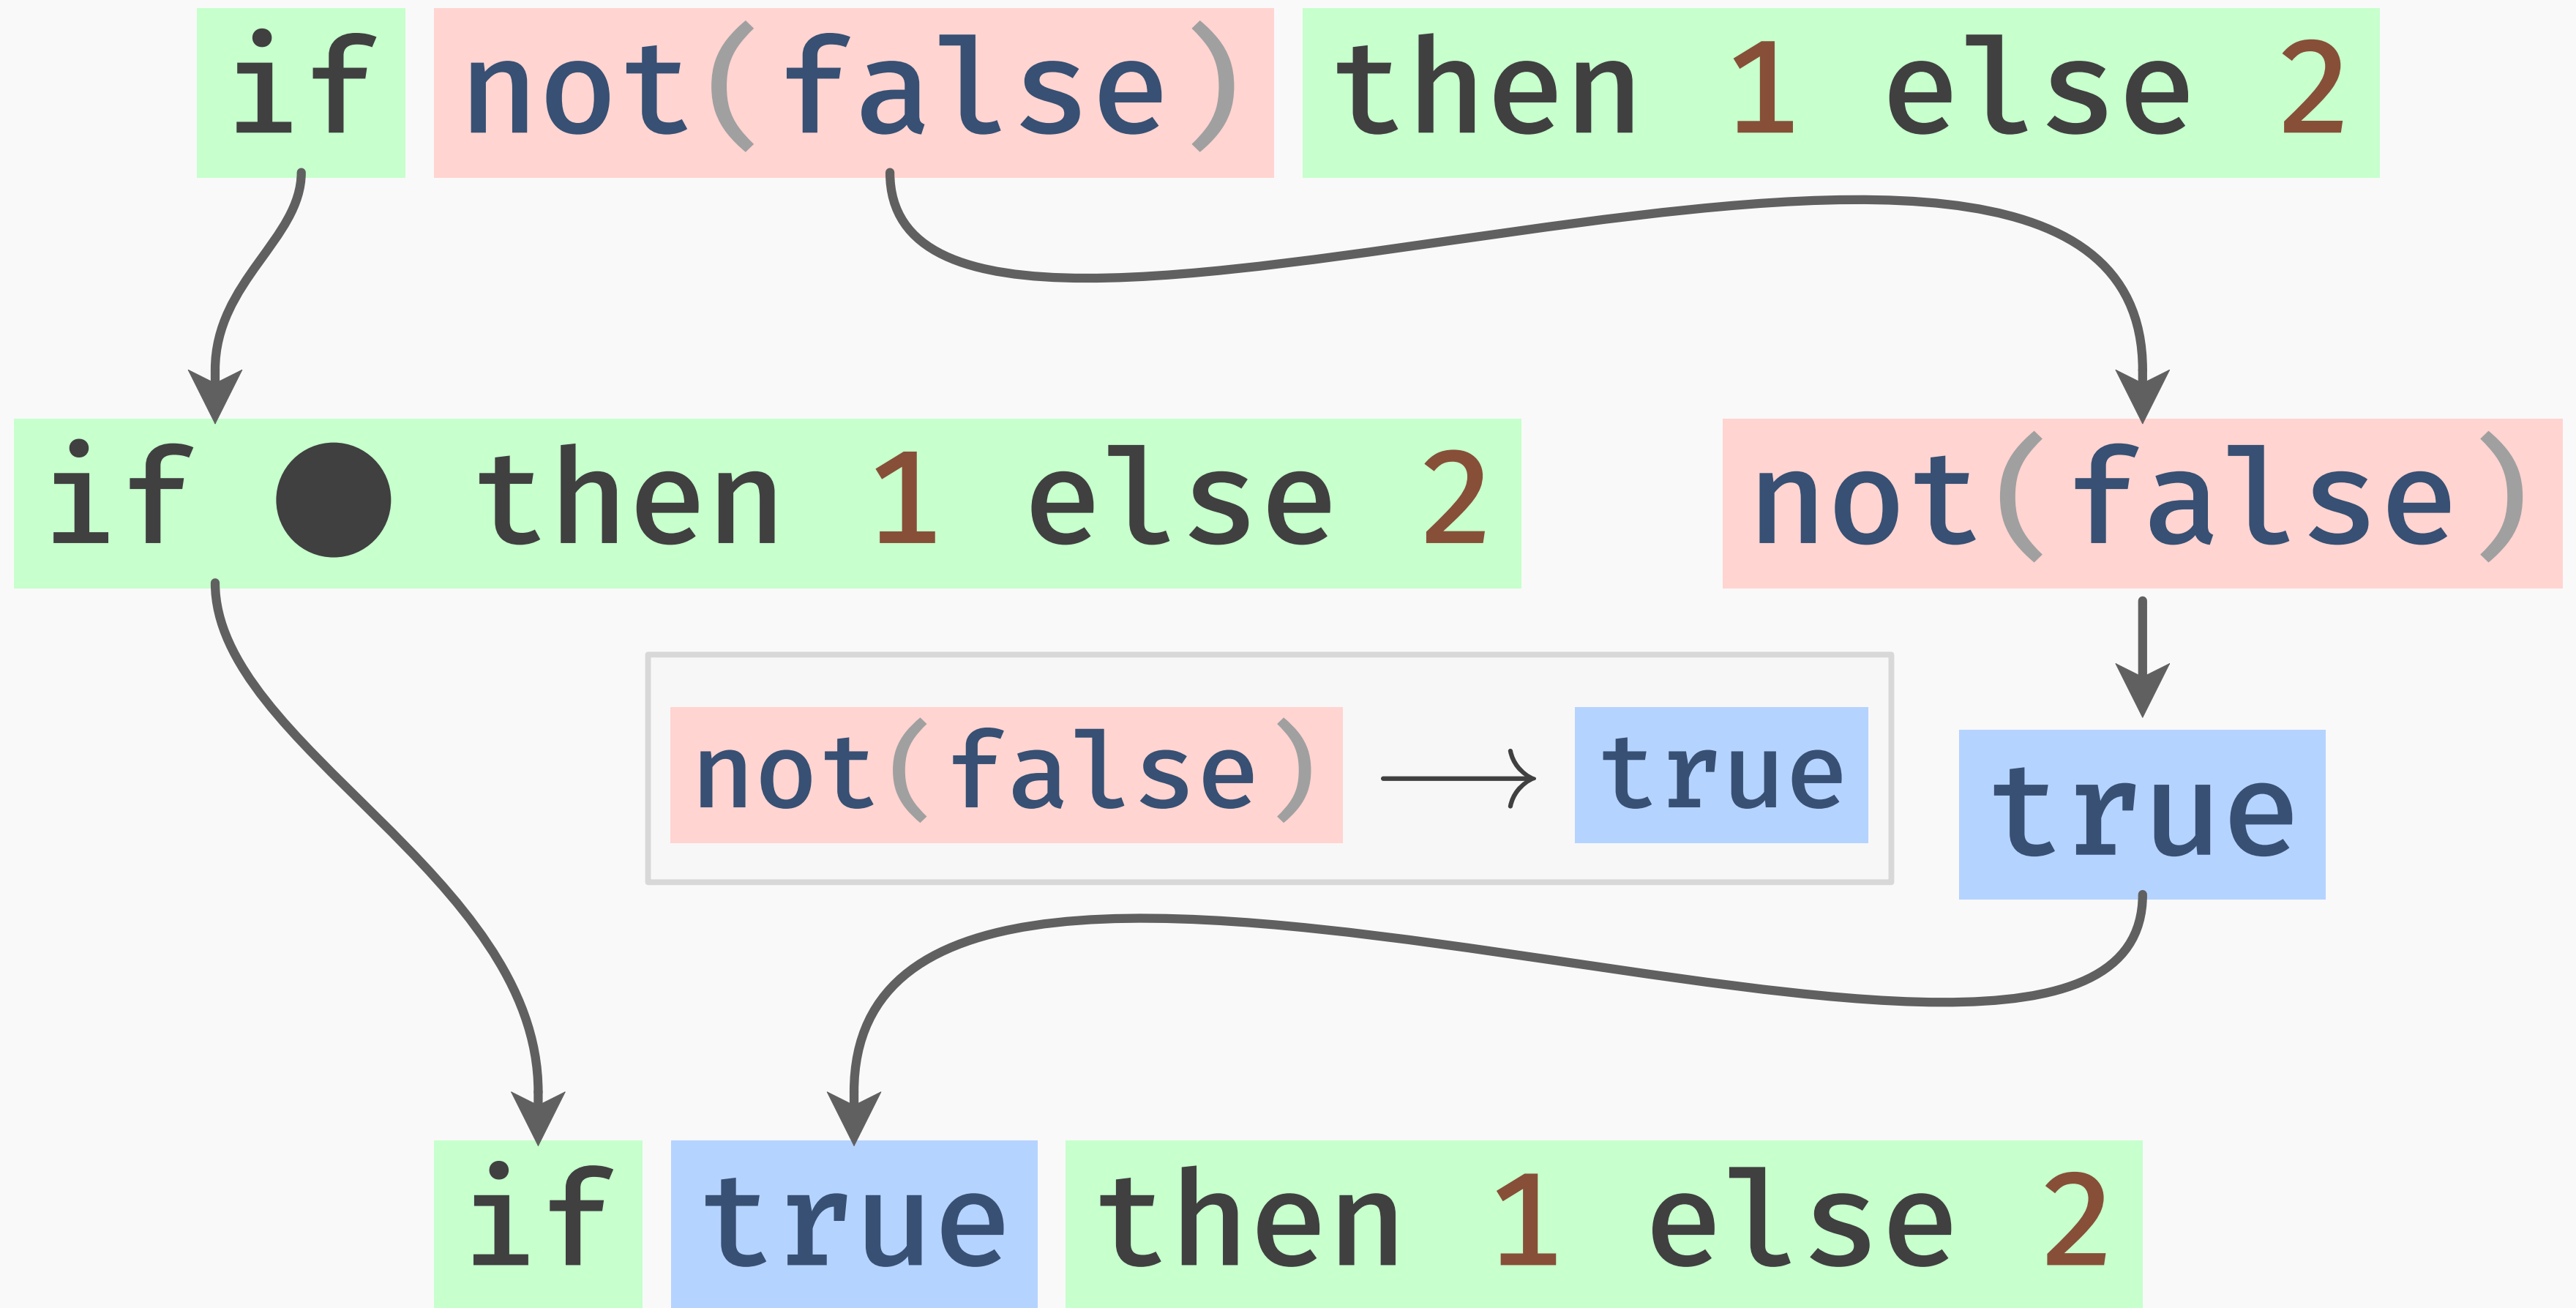 if not(false) then 1 else 2
if ● then 1 else 2 not(false)
not(false) ⟶ true
true
if true then 1 else 2